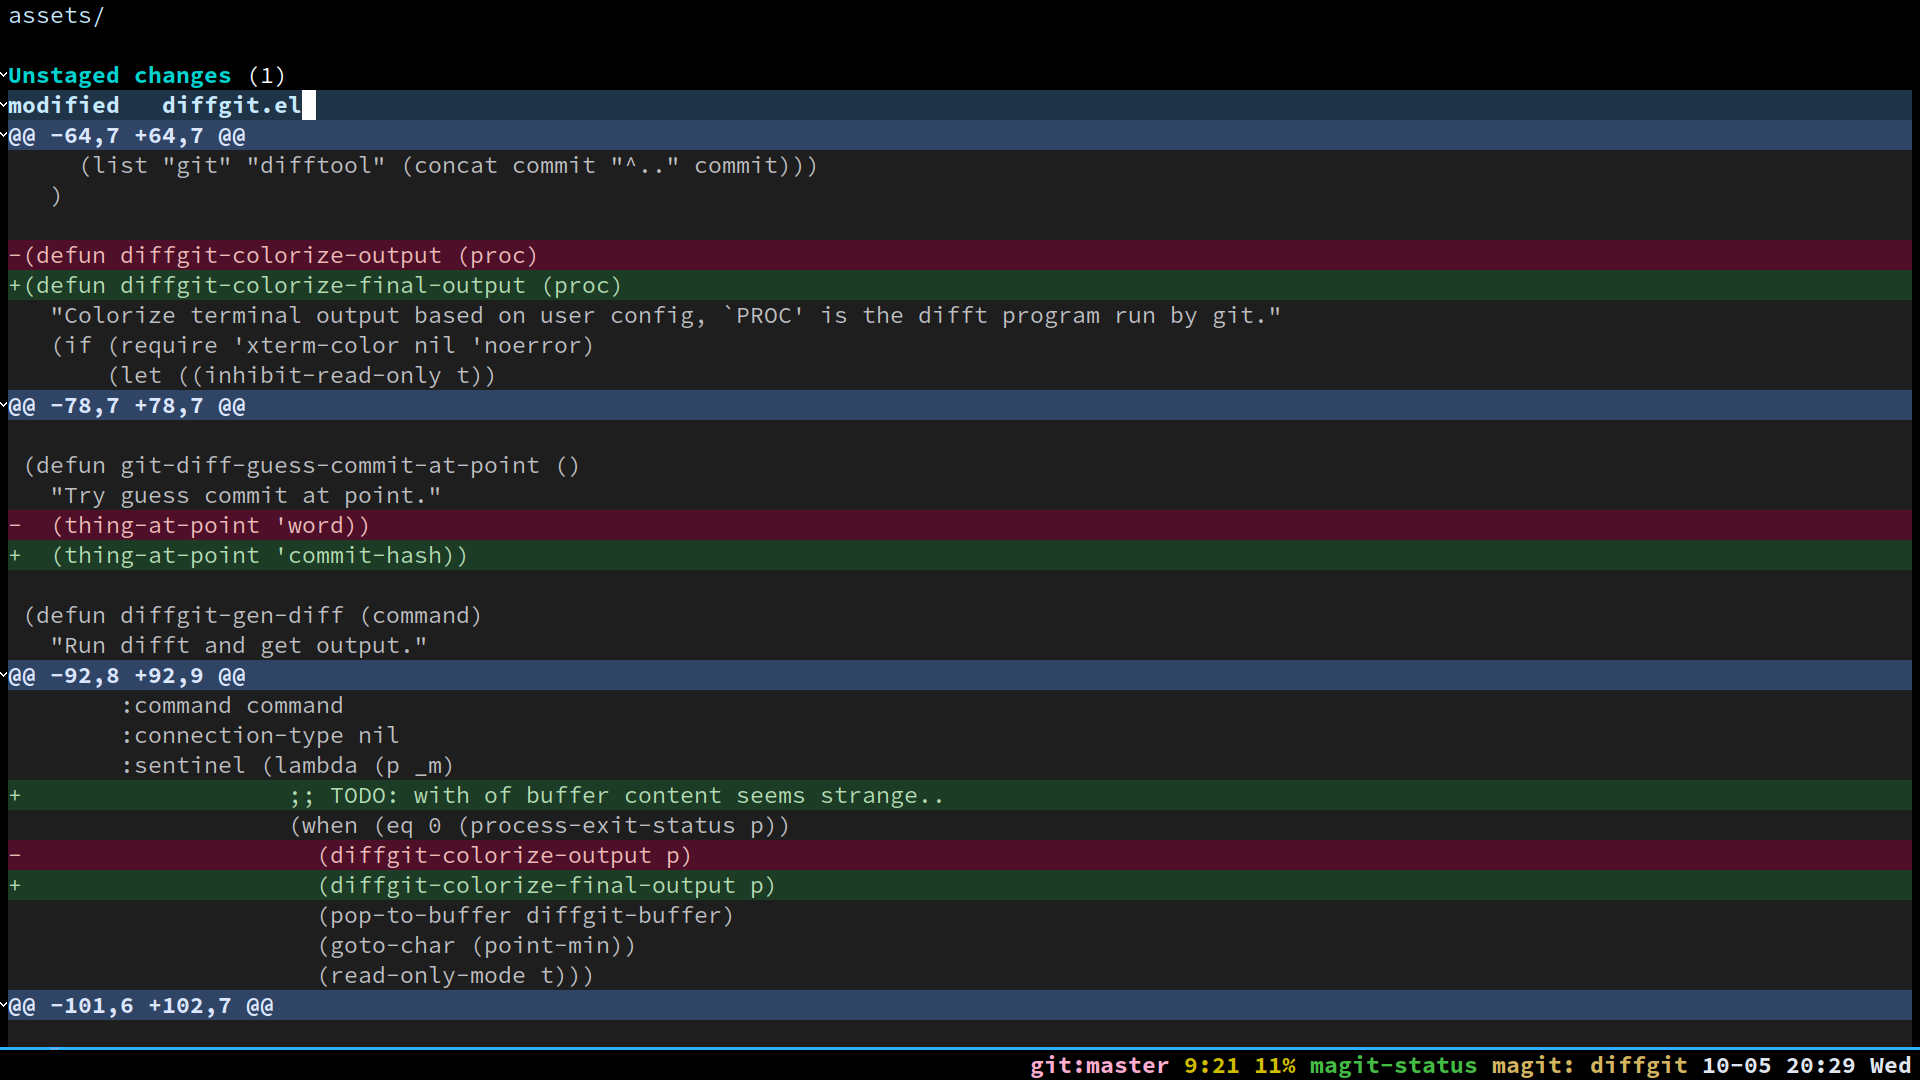 assets/
Unstaged changes (1)
modified   diffgit.el
@@ -64,7 +64,7 @@
     (list "git" "difftool" (concat commit "^.." commit)))
   )
-(defun diffgit-colorize-output (proc)
+(defun diffgit-colorize-final-output (proc)
   "Colorize terminal output based on user config, `PROC' is the difft program run by git."
   (if (require 'xterm-color nil 'noerror)
       (let ((inhibit-read-only t))
@@ -78,7 +78,7 @@
 (defun git-diff-guess-commit-at-point ()
   "Try guess commit at point."
-  (thing-at-point 'word))
+  (thing-at-point 'commit-hash))
 (defun diffgit-gen-diff (command)
   "Run difft and get output."
@@ -92,8 +92,9 @@
        :command command
        :connection-type nil
        :sentinel (lambda (p _m)
+                   ;; TODO: with of buffer content seems strange..
                    (when (eq 0 (process-exit-status p))
-                     (diffgit-colorize-output p)
+                     (diffgit-colorize-final-output p)
                      (pop-to-buffer diffgit-buffer)
                      (goto-char (point-min))
                      (read-only-mode t)))
@@ -101,6 +102,7 @@
git:master 9:21 11% magit-status magit: diffgit 10-05 20:29 Wed